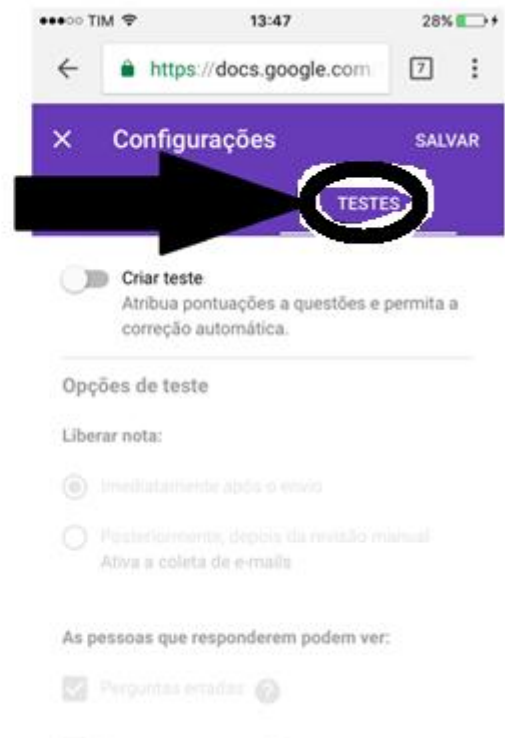 TIM 13:47 28%
https://docs.google.com 7
Configurações SALVAR
TESTES
Criar teste
Atribua pontuações a questões e permita a
correção automática.
Opções de teste
Liberar nota:
Imediatamente após o envio
Posteriormente, depois da revisão manual
Ativa a coleta de e-mails
As pessoas que responderem podem ver:
Perguntas erradas ?